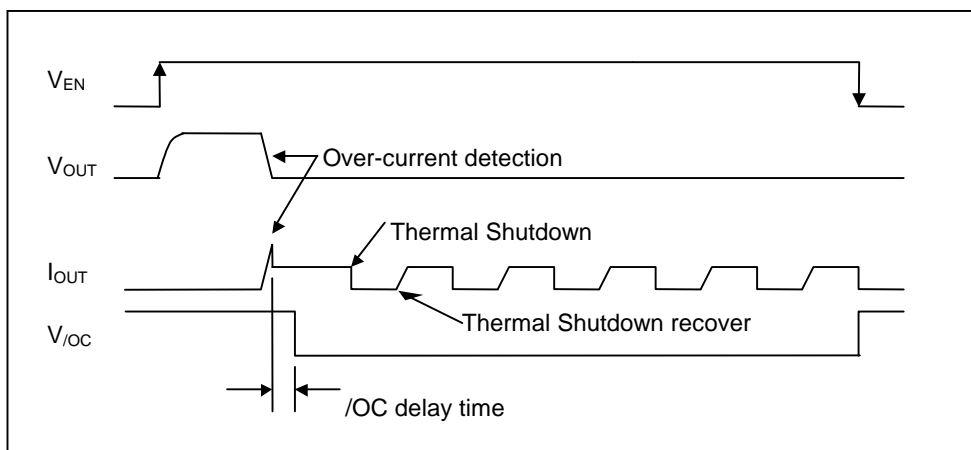 VEN
VOUT
Over-current detection
Thermal Shutdown
IOUT
Thermal Shutdown recover
V/OC
/OC delay time